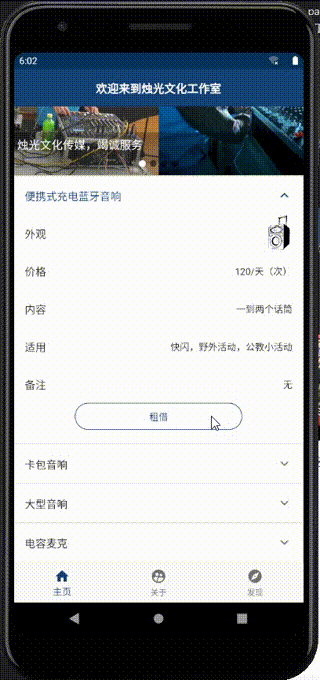 6:02
欢迎来到烛光文化工作室
烛光文化传媒，竭诚服务
便携式充电蓝牙音响
外观
价格 120/天（次）
内容 一到两个话筒
适用 快闪，野外活动，公教小活动
备注 无
租借
卡包音响
大型音响
电容麦克
主页 关于 发现